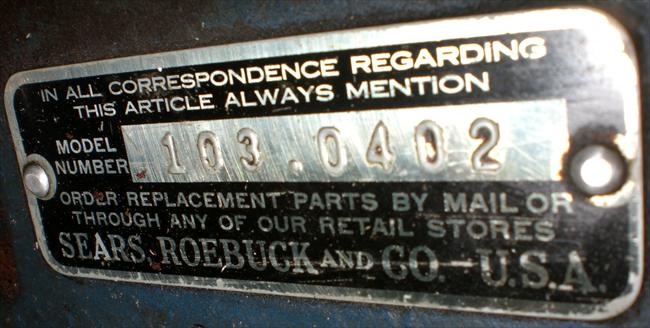 IN ALL CORRESPONDENCE REGARDING
THIS ARTICLE ALWAYS MENTION
MODEL
NUMBER 103.0402
ORDER REPLACEMENT PARTS BY MAIL OR
THROUGH ANY OF OUR RETAIL STORES
SEARS, ROEBUCK AND CO.—U.S.A.